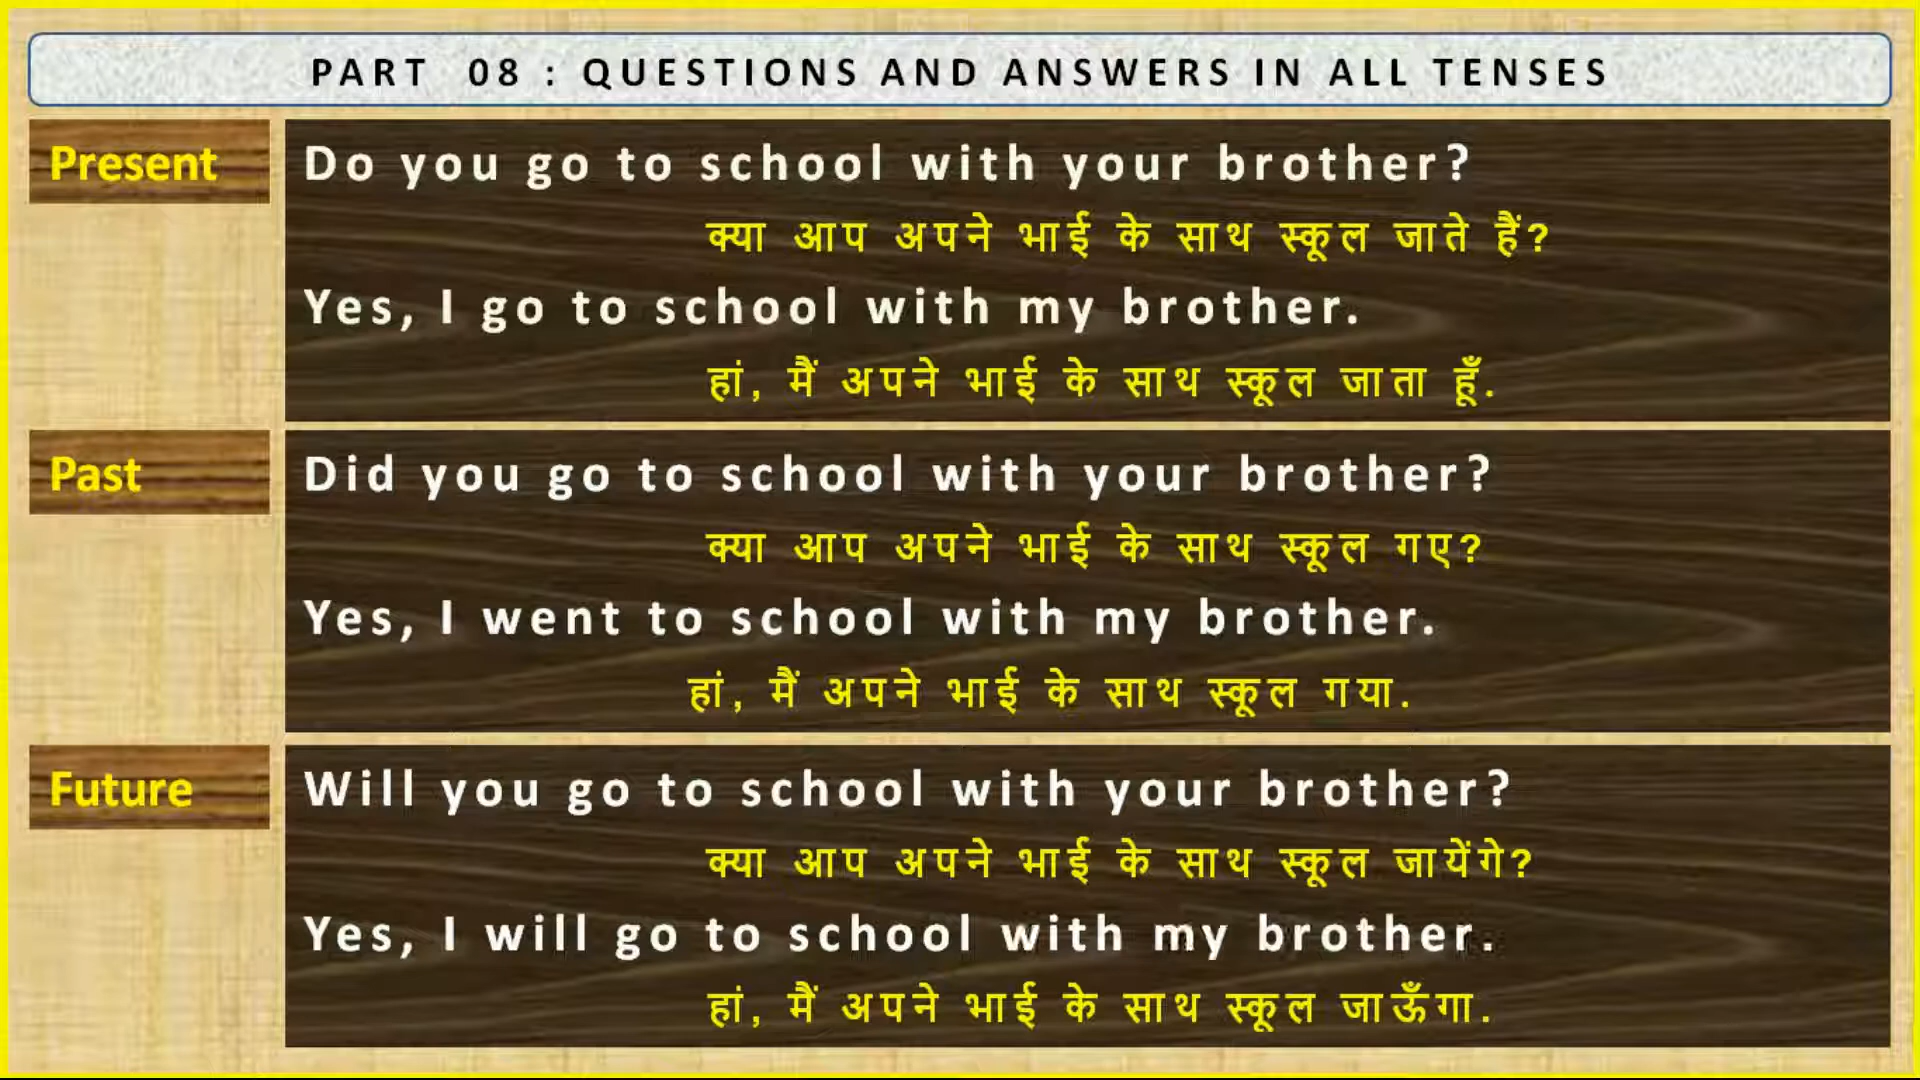 PART 08 : QUESTIONS AND ANSWERS IN ALL TENSES
Present
Do you go to school with your brother?
क्या आप अपने भाई के साथ स्कूल जाते हैं?
Yes, I go to school with my brother.
हां, मैं अपने भाई के साथ स्कूल जाता हूँ.
Past
Did you go to school with your brother?
क्या आप अपने भाई के साथ स्कूल गए?
Yes, I went to school with my brother.
हां, मैं अपने भाई के साथ स्कूल गया.
Future
Will you go to school with your brother?
क्या आप अपने भाई के साथ स्कूल जायेंगे?
Yes, I will go to school with my brother.
हां, मैं अपने भाई के साथ स्कूल जाऊँगा.